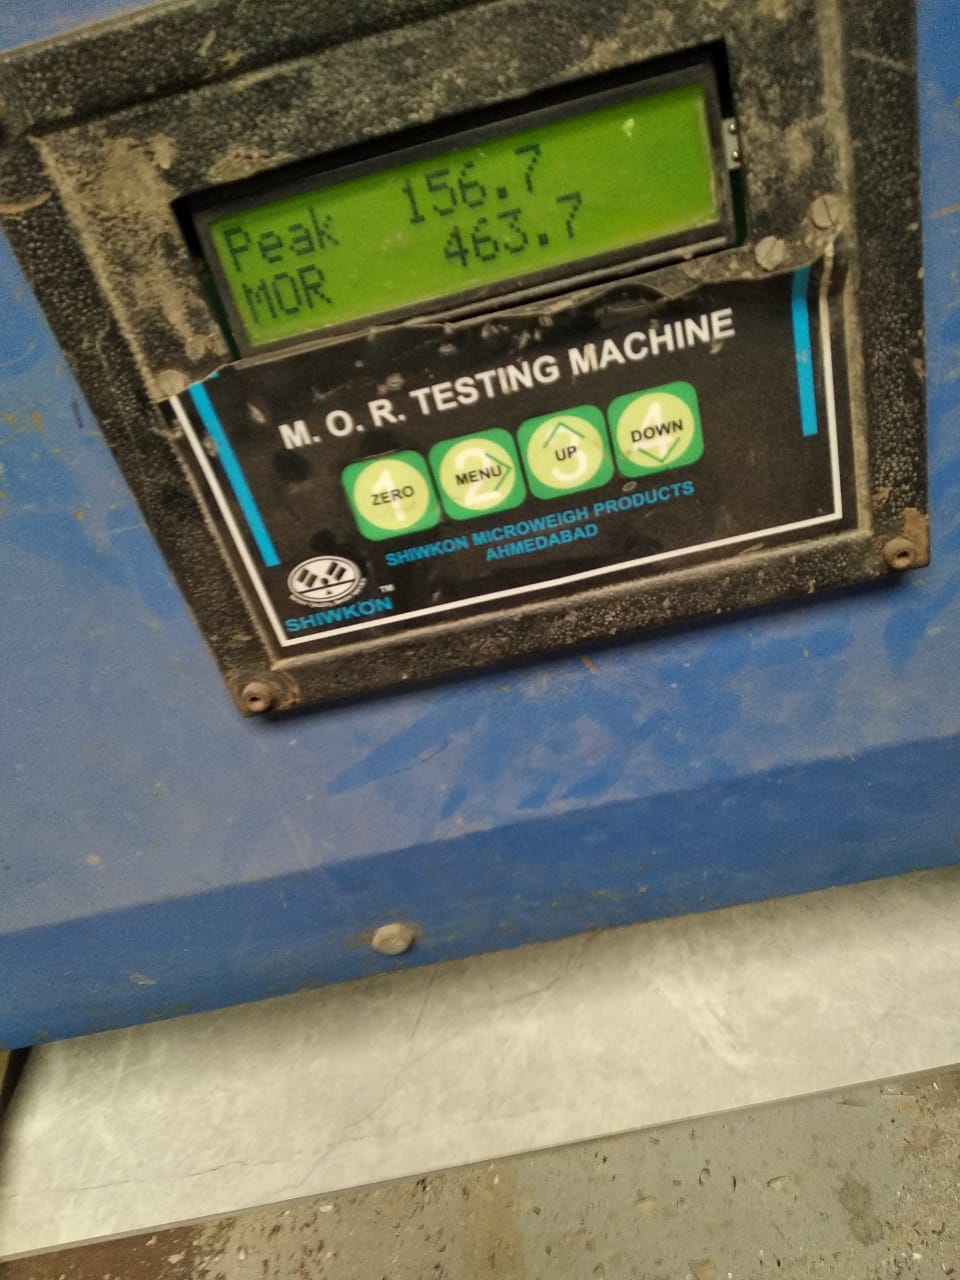 Peak 156.7
MOR 463.7
M. O. R. TESTING MACHINE
1 ZERO 2 MENU 3 UP 4 DOWN
SHIWKON MICROWEIGH PRODUCTS
AHMEDABAD
SHIWKON™